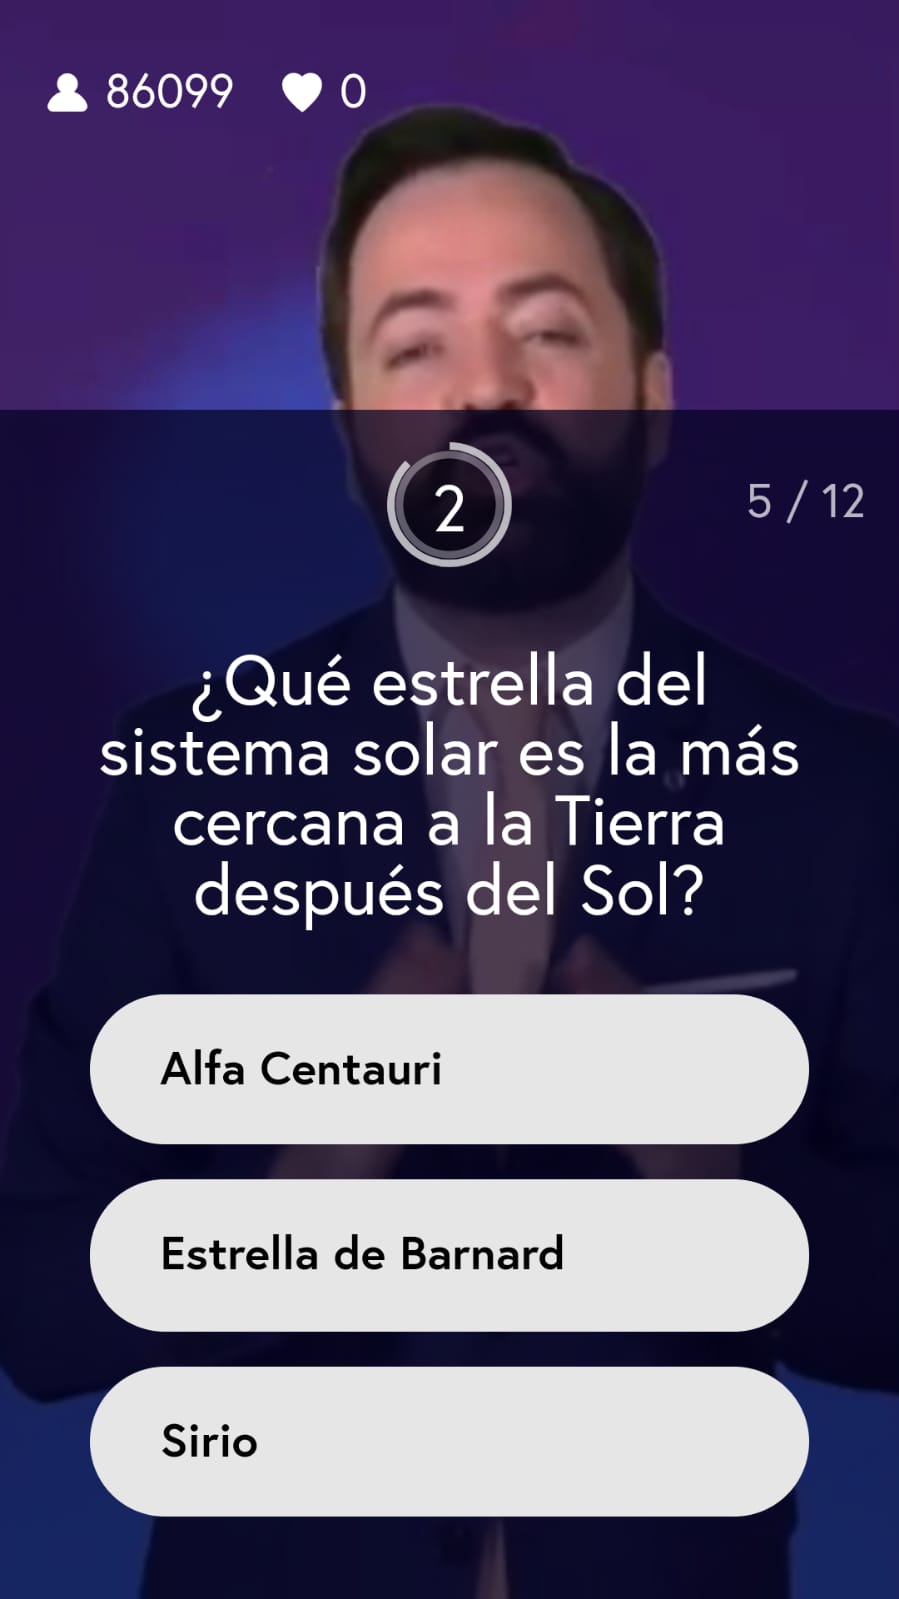 86099 0
2
5 / 12
¿Qué estrella del
sistema solar es la más
cercana a la Tierra
después del Sol?
Alfa Centauri
Estrella de Barnard
Sirio